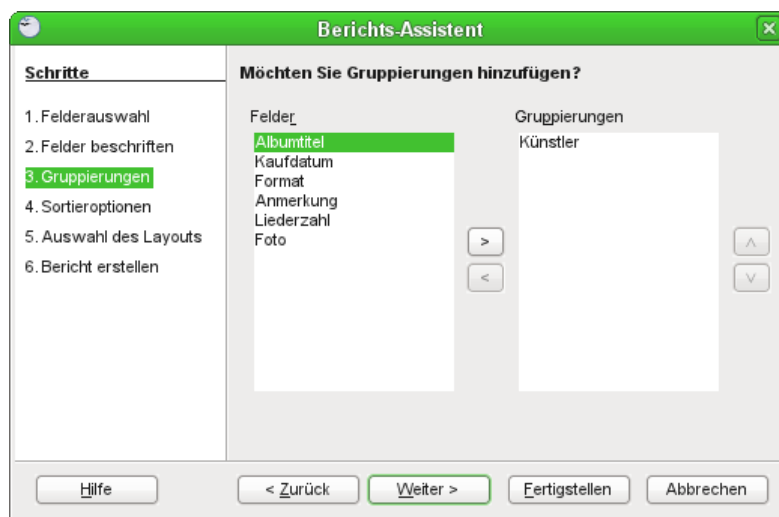 Berichts-Assistent
Schritte
1. Felderauswahl
2. Felder beschriften
3. Gruppierungen
4. Sortieroptionen
5. Auswahl des Layouts
6. Bericht erstellen
Möchten Sie Gruppierungen hinzufügen?
Felder
Albumtitel
Kaufdatum
Format
Anmerkung
Liederzahl
Foto
>
<
Gruppierungen
Künstler
Hilfe
< Zurück
Weiter >
Fertigstellen
Abbrechen